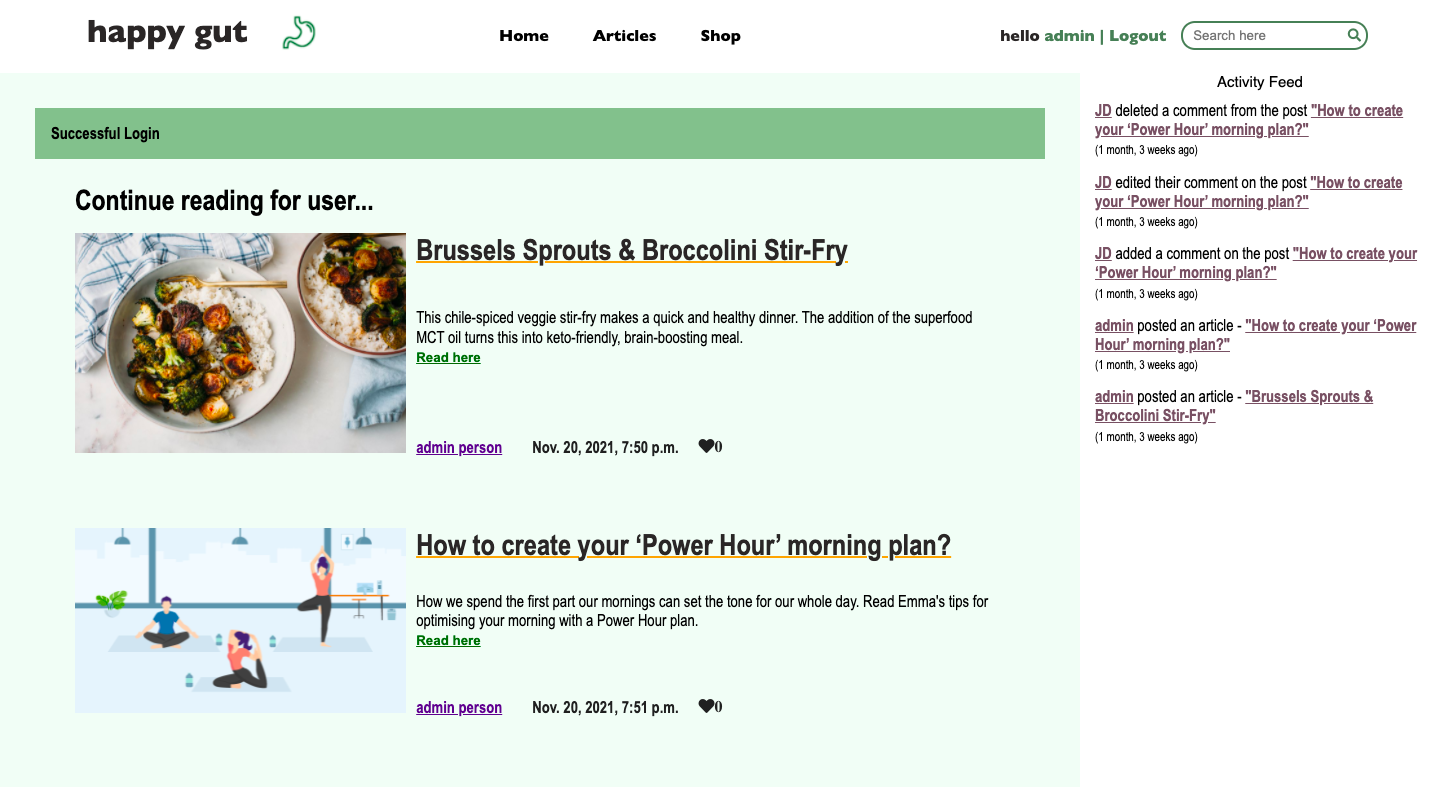 happy gut
Home Articles Shop
hello admin | Logout
Search here
Successful Login
Continue reading for user...
Brussels Sprouts & Broccolini Stir-Fry
This chile-spiced veggie stir-fry makes a quick and healthy dinner. The addition of the superfood
MCT oil turns this into keto-friendly, brain-boosting meal.
Read here
admin person Nov. 20, 2021, 7:50 p.m. 0
How to create your ‘Power Hour’ morning plan?
How we spend the first part our mornings can set the tone for our whole day. Read Emma's tips for
optimising your morning with a Power Hour plan.
Read here
admin person Nov. 20, 2021, 7:51 p.m. 0
Activity Feed
JD deleted a comment from the post "How to create
your ‘Power Hour’ morning plan?"
(1 month, 3 weeks ago)
JD edited their comment on the post "How to create
your ‘Power Hour’ morning plan?"
(1 month, 3 weeks ago)
JD added a comment on the post "How to create your
‘Power Hour’ morning plan?"
(1 month, 3 weeks ago)
admin posted an article - "How to create your ‘Power
Hour’ morning plan?"
(1 month, 3 weeks ago)
admin posted an article - "Brussels Sprouts &
Broccolini Stir-Fry"
(1 month, 3 weeks ago)